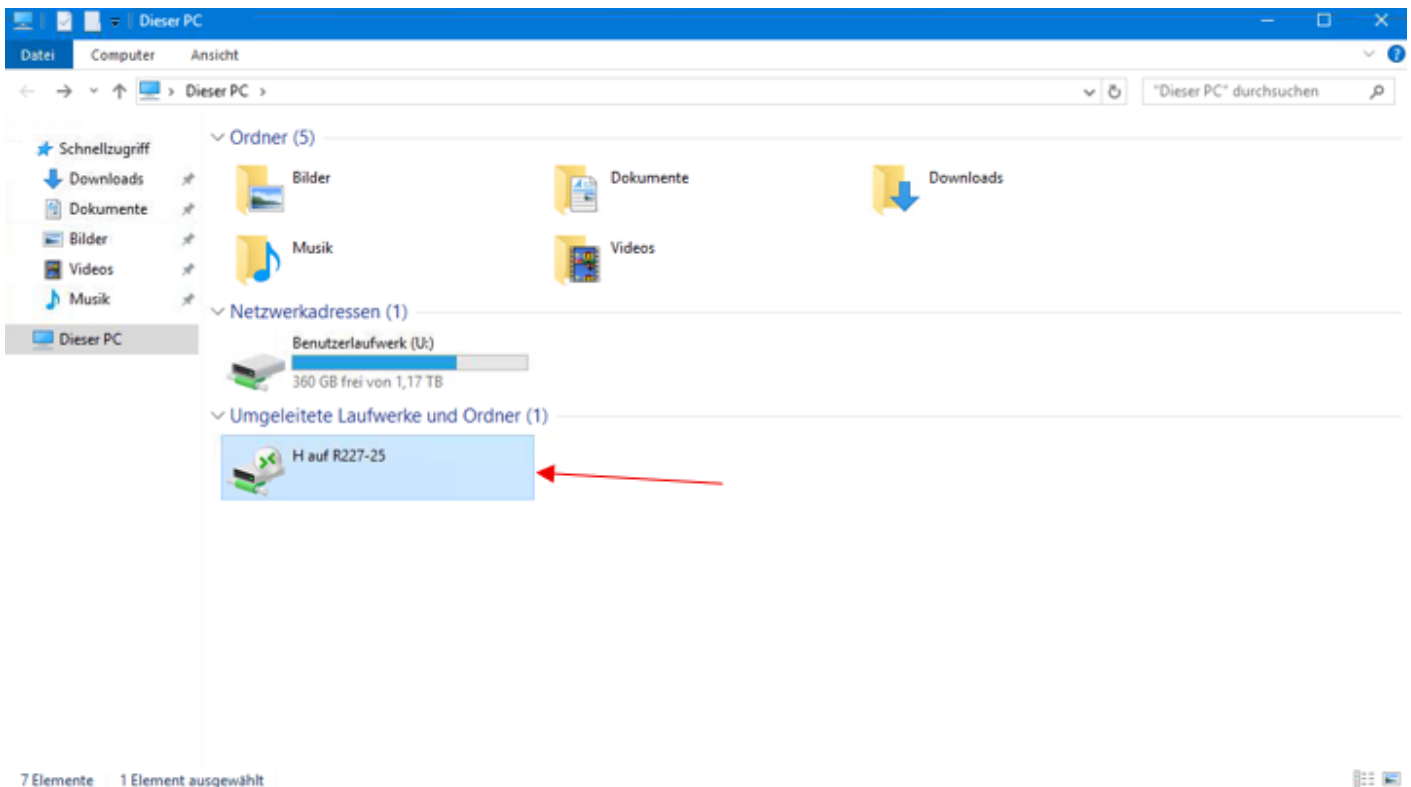 Dieser PC
Datei Computer Ansicht
Dieser PC
"Dieser PC" durchsuchen
Schnellzugriff
Downloads
Dokumente
Bilder
Videos
Musik
Dieser PC
Ordner (5)
Bilder
Dokumente
Downloads
Musik
Videos
Netzwerkadressen (1)
Benutzerlaufwerk (U:)
360 GB frei von 1,17 TB
Umgeleitete Laufwerke und Ordner (1)
H auf R227-25
7 Elemente 1 Element ausgewählt